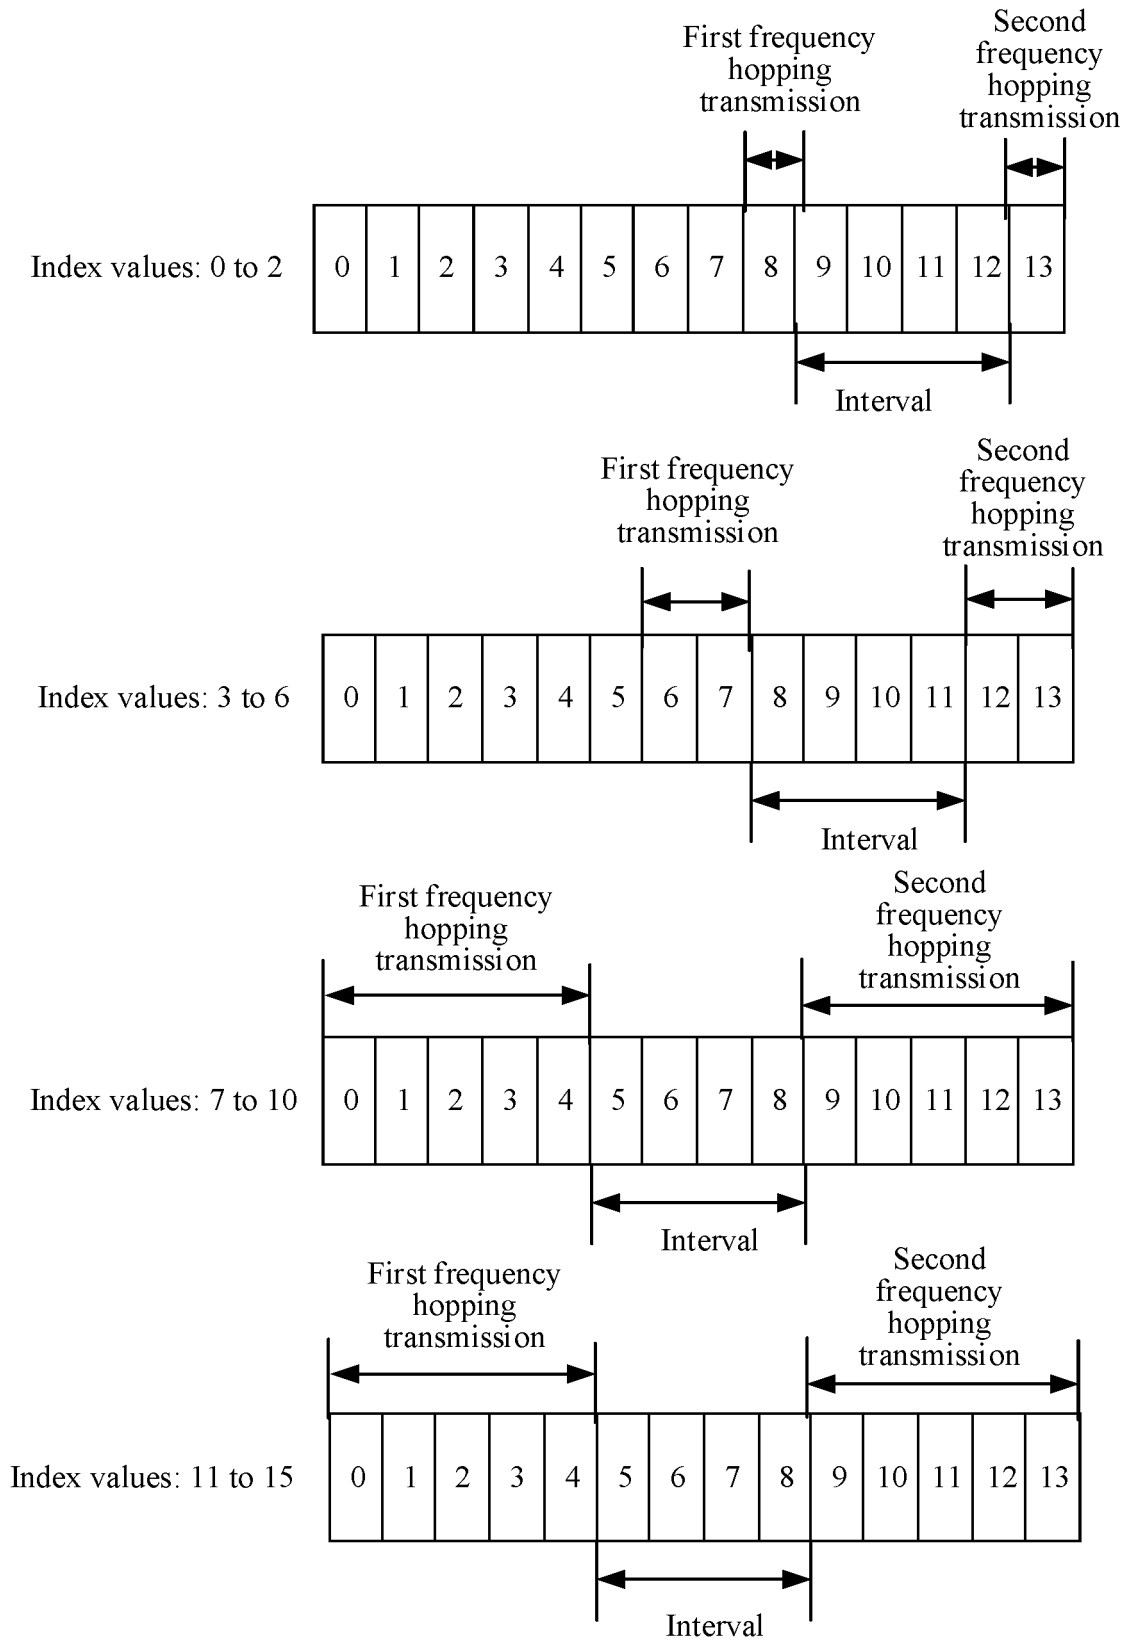 First frequency
hopping
transmission
Second
frequency
hopping
transmission
Index values: 0 to 2
0 1 2 3 4 5 6 7 8 9 10 11 12 13
Interval
First frequency
hopping
transmission
Second
frequency
hopping
transmission
Index values: 3 to 6
0 1 2 3 4 5 6 7 8 9 10 11 12 13
Interval
First frequency
hopping
transmission
Second
frequency
hopping
transmission
Index values: 7 to 10
0 1 2 3 4 5 6 7 8 9 10 11 12 13
Interval
First frequency
hopping
transmission
Second
frequency
hopping
transmission
Index values: 11 to 15
0 1 2 3 4 5 6 7 8 9 10 11 12 13
Interval